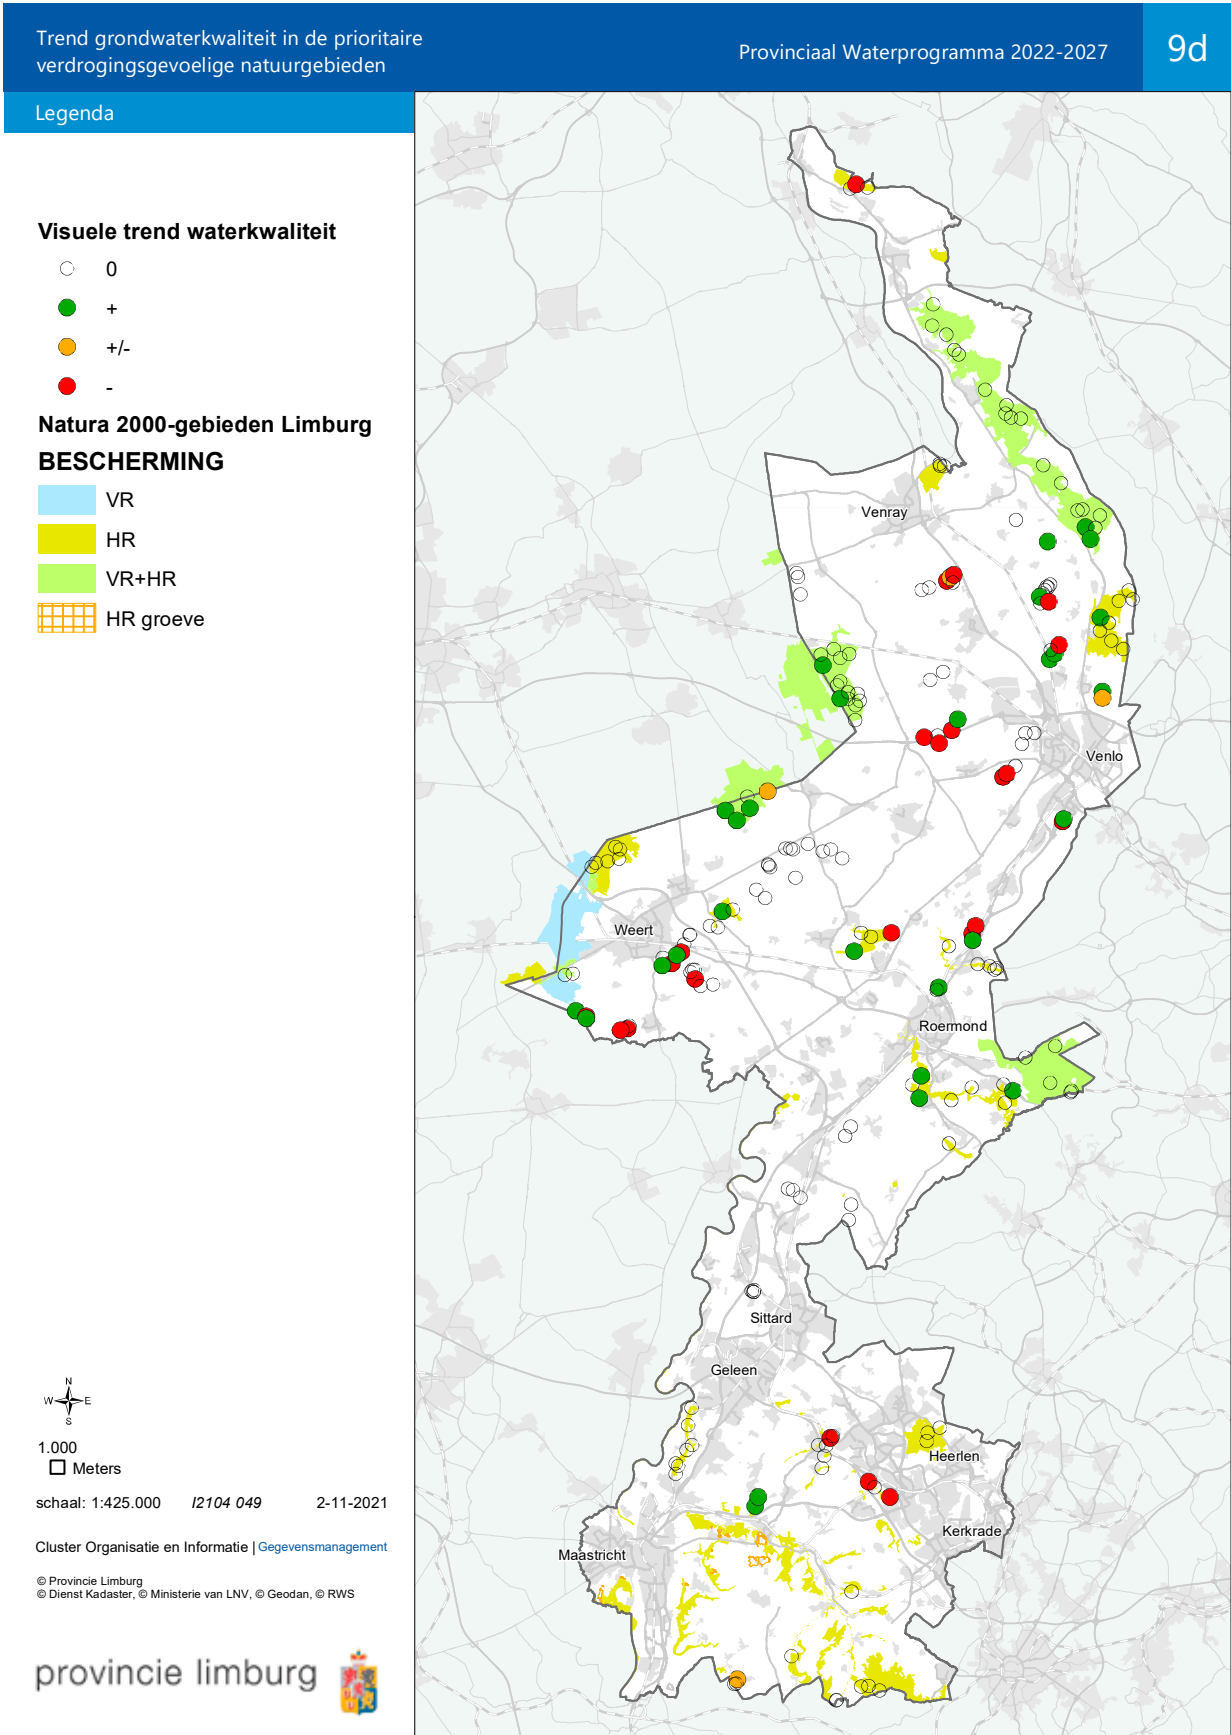 Trend grondwaterkwaliteit in de prioritaire
verdrogingsgevoelige natuurgebieden
Provinciaal Waterprogramma 2022-2027
9d
Legenda
Visuele trend waterkwaliteit
0
+
+/-
-
Natura 2000-gebieden Limburg
BESCHERMING
VR
HR
VR+HR
HR groeve
Venray
Venlo
Weert
Roermond
Sittard
Geleen
Heerlen
Kerkrade
Maastricht
N
W E
S
1.000
Meters
schaal: 1:425.000 I2104 049 2-11-2021
Cluster Organisatie en Informatie | Gegevensmanagement
© Provincie Limburg
© Dienst Kadaster, © Ministerie van LNV, © Geodan, © RWS
provincie limburg